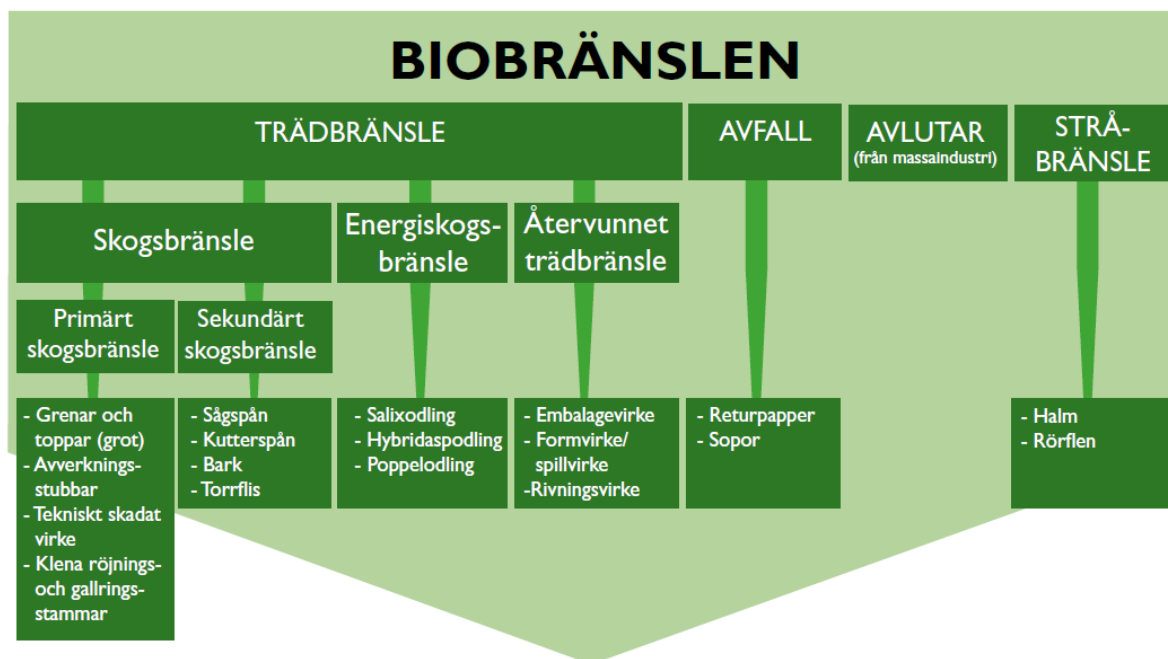 BIOBRÄNSLEN
TRÄDBRÄNSLE
AVFALL
AVLUTAR
(från massaindustri)
STRÅ-
BRÄNSLE
Skogsbränsle
Energiskogs-
bränsle
Återvunnet
trädbränsle
Primärt
skogsbränsle
Sekundärt
skogsbränsle
- Grenar och
toppar (grot)
- Avverknings-
stubbar
- Tekniskt skadat
virke
- Klena röjnings-
och gallrings-
stammar
- Sågspån
- Kutterspån
- Bark
- Torrflis
- Salixodling
- Hybridaspodling
- Poppelodling
- Embalagevirke
- Formvirke/
spillvirke
-Rivningsvirke
- Returpapper
- Sopor
- Halm
- Rörflen